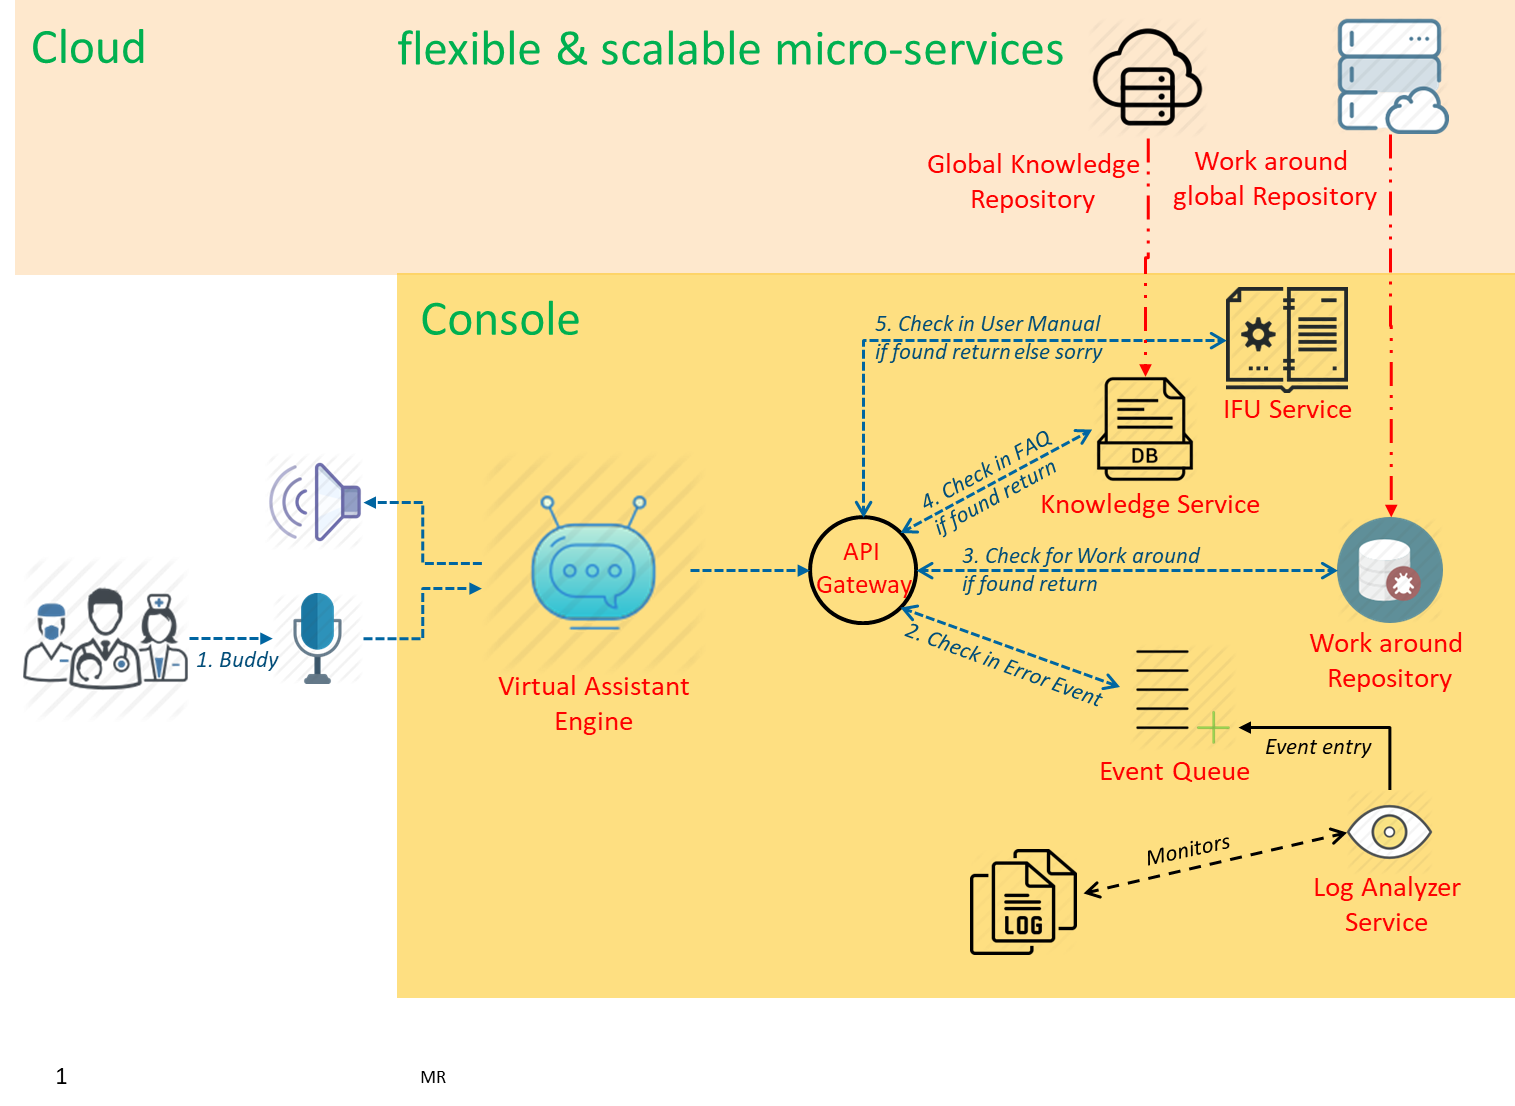 Cloud
flexible & scalable micro-services
Global Knowledge
Repository
Work around
global Repository
Console
5. Check in User Manual
if found return else sorry
IFU Service
4. Check in FAQ
if found return
DB
Knowledge Service
API
Gateway
3. Check for Work around
if found return
1. Buddy
Virtual Assistant
Engine
2. Check in Error Event
Work around
Repository
Event entry
Event Queue
Monitors
LOG
Log Analyzer
Service
1
MR